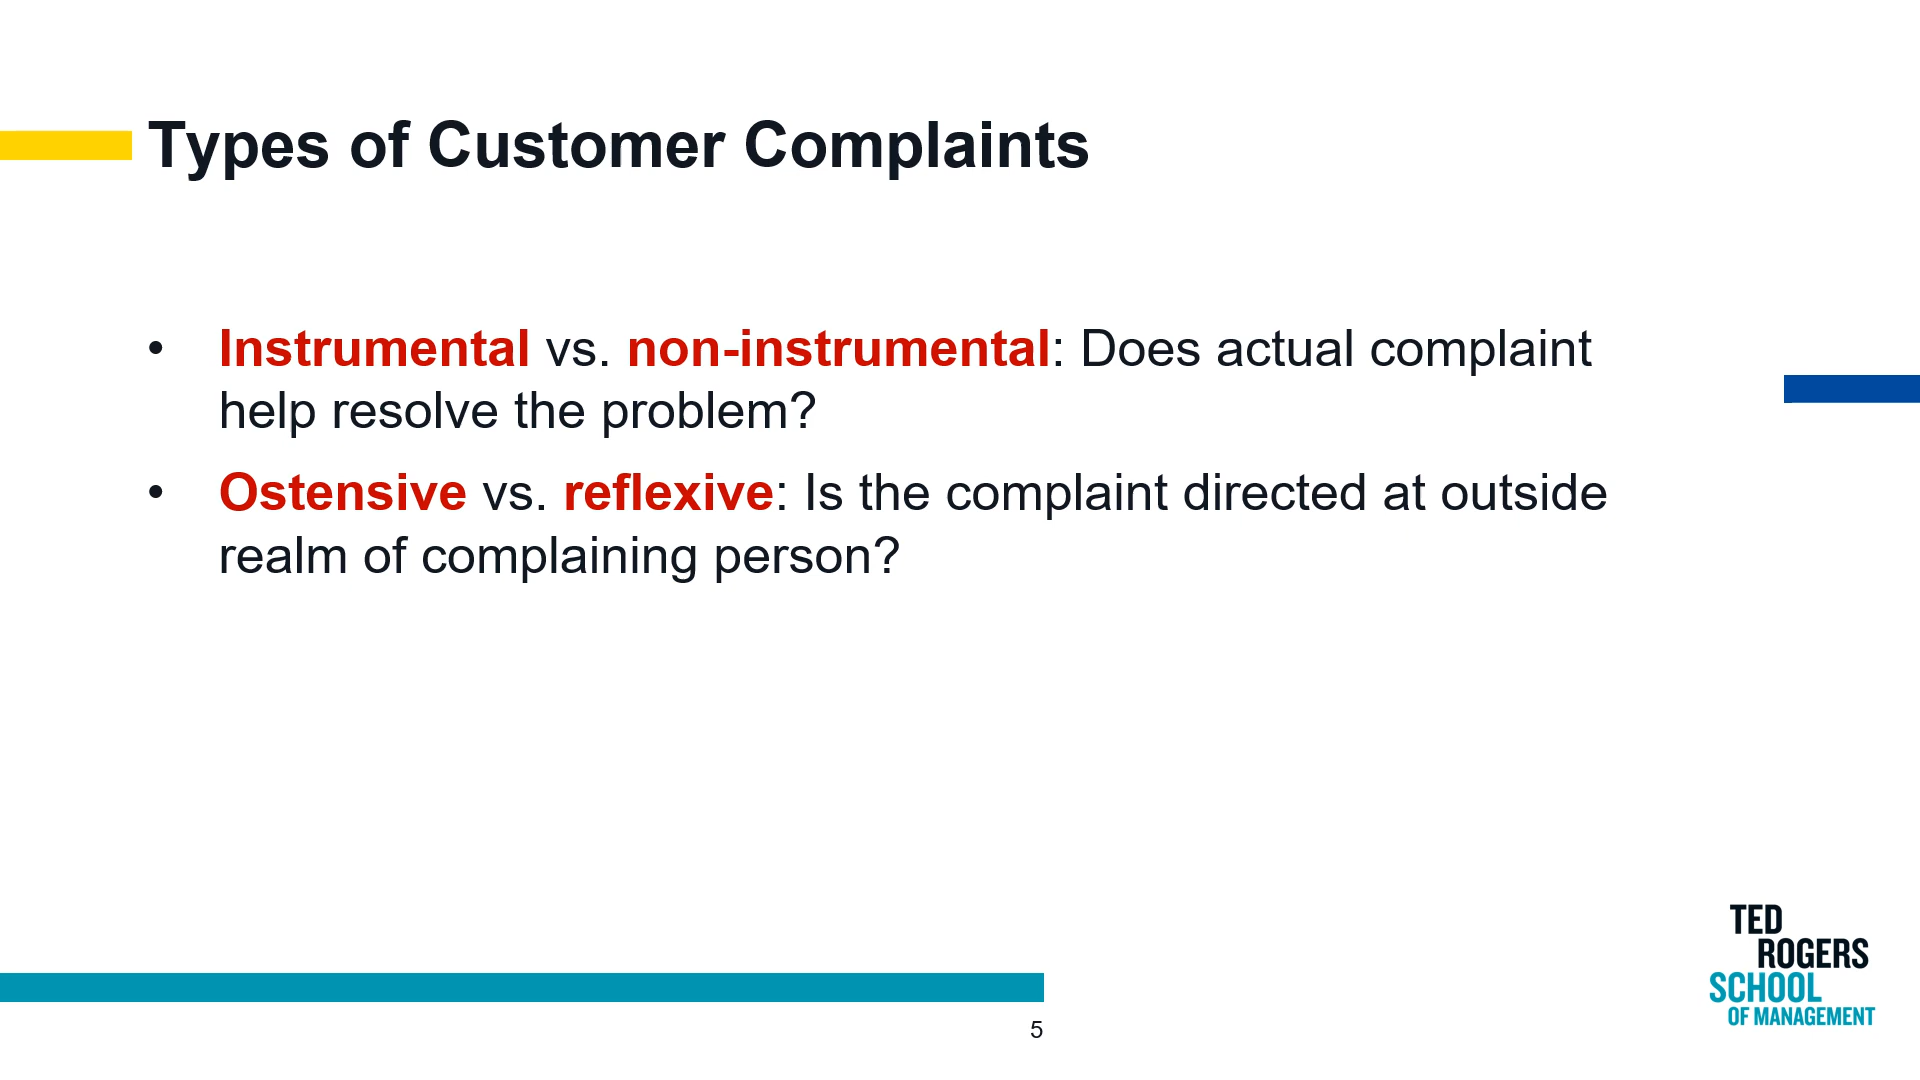 Types of Customer Complaints
• Instrumental vs. non-instrumental: Does actual complaint
help resolve the problem?
• Ostensive vs. reflexive: Is the complaint directed at outside
realm of complaining person?
5
TED
ROGERS
SCHOOL
OF MANAGEMENT